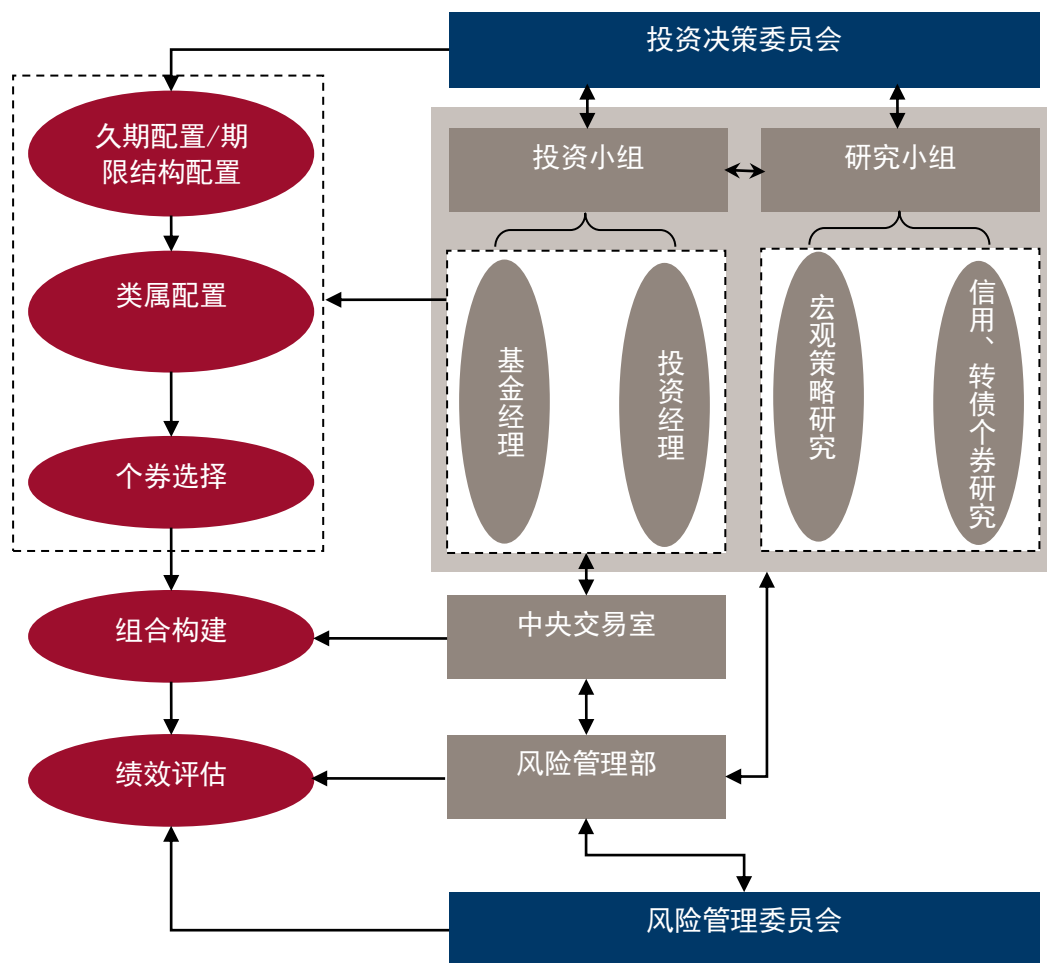 投资决策委员会
久期配置/期
限结构配置
投资小组
研究小组
类属配置
基金经理
投资经理
宏观策略研究
信用、转债个券研究
个券选择
组合构建
中央交易室
绩效评估
风险管理部
风险管理委员会